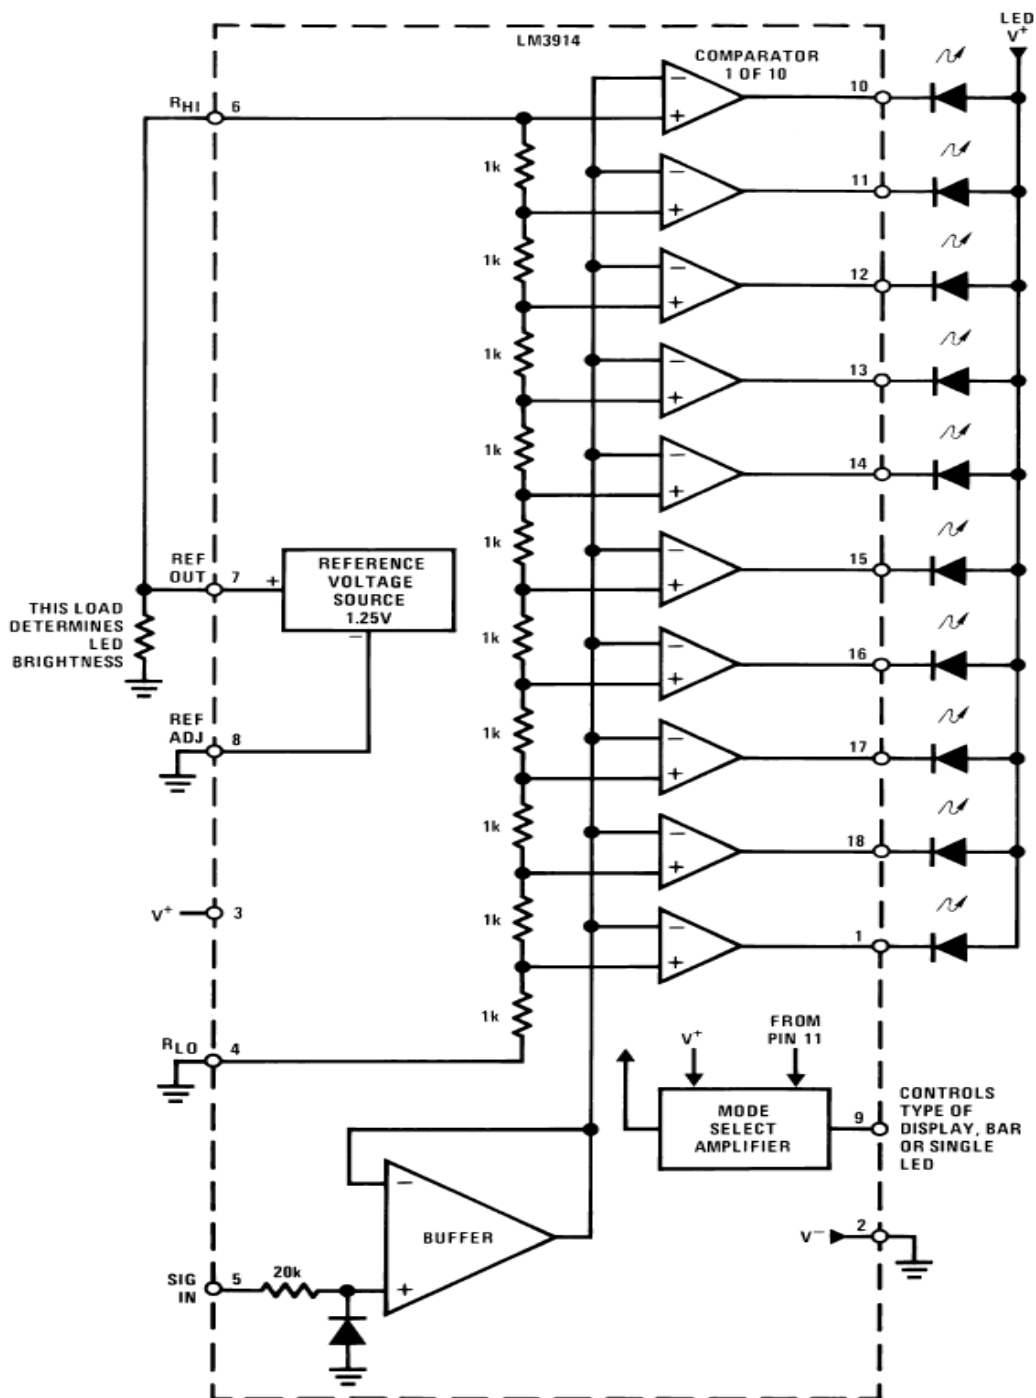 LED
V+
LM3914
COMPARATOR
1 OF 10
RHI
6
10
1k
11
1k
12
1k
13
1k
14
1k
15
1k
16
1k
17
1k
18
1k
1
1k
REF
OUT
7
+
REFERENCE
VOLTAGE
SOURCE
1.25V
−
THIS LOAD
DETERMINES
LED
BRIGHTNESS
REF
ADJ
8
V+
3
RLO
4
−
+
−
+
−
+
−
+
−
+
−
+
−
+
−
+
−
+
−
+
V+
FROM
PIN 11
MODE
SELECT
AMPLIFIER
9
CONTROLS
TYPE OF
DISPLAY, BAR
OR SINGLE
LED
−
BUFFER
+
V−
2
SIG
IN
5
20k